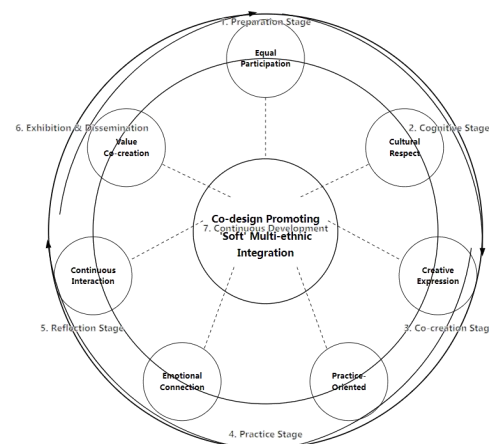 1. Preparation Stage
Equal
Participation
6. Exhibition & Dissemination
Value
Co-creation
2. Cognitive Stage
Cultural
Respect
Co-design Promoting
7. Continuous Development
'Soft' Multi-ethnic
Integration
Continuous
Interaction
Creative
Expression
5. Reflection Stage
3. Co-creation Stag
Emotional
Connection
Practice-
Oriented
4. Practice Stage